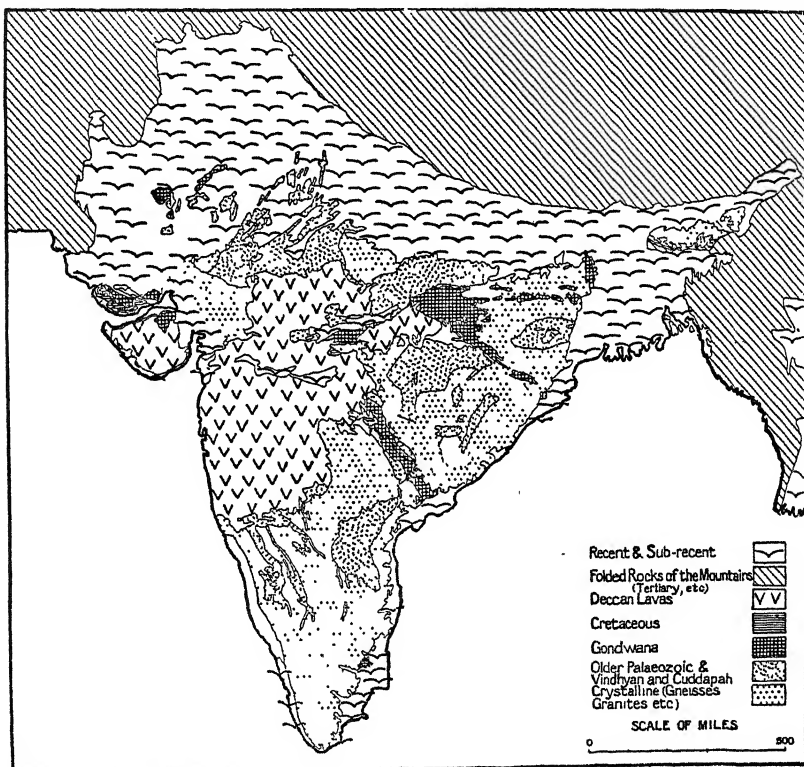 Recent & Sub-recent
Folded Rocks of the Mountains
(Tertiary, etc)
Deccan Lavas
Cretaceous
Gondwana
Older Palaeozoic &
Vindhyan and Cuddapah
Crystalline (Gneisses
Granites etc)
SCALE OF MILES
0 500